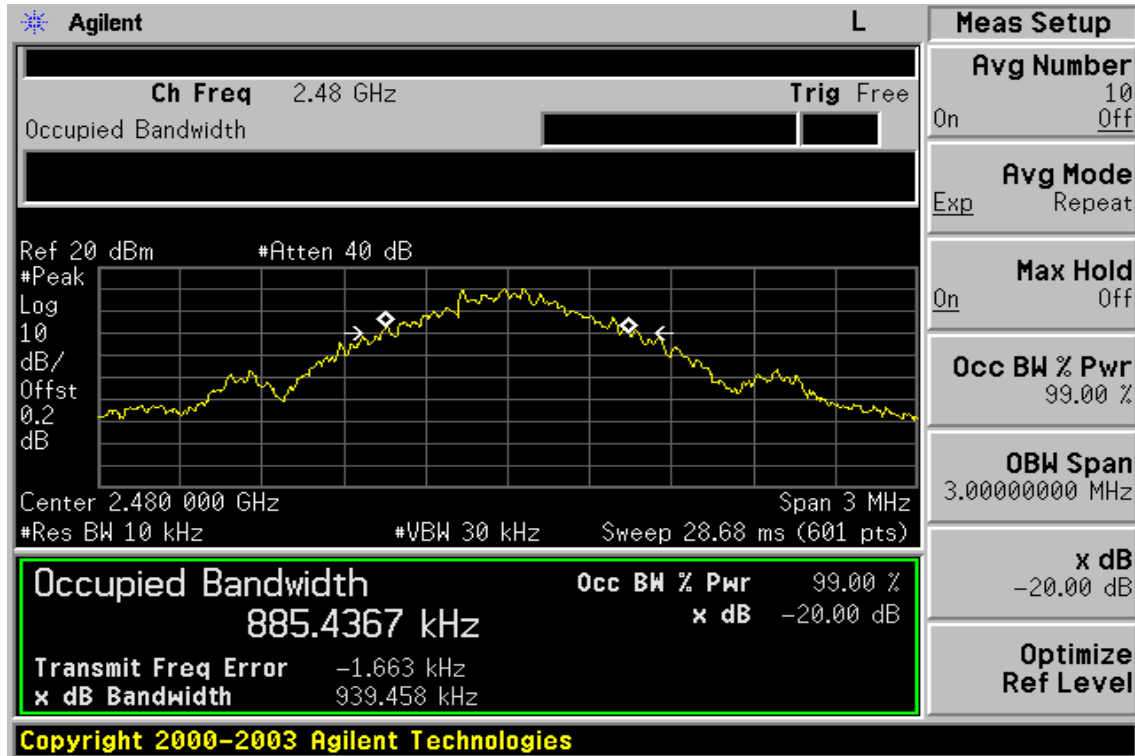 Agilent L Meas Setup
Ch Freq 2.48 GHz Trig Free
Occupied Bandwidth
Ref 20 dBm #Atten 40 dB
#Peak
Log
10
dB/
Offst
0.2
dB
Center 2.480 000 GHz Span 3 MHz
#Res BW 10 kHz #VBW 30 kHz Sweep 28.68 ms (601 pts)
Occupied Bandwidth Occ BW % Pwr 99.00 %
885.4367 kHz x dB -20.00 dB
Transmit Freq Error -1.663 kHz
x dB Bandwidth 939.458 kHz
Avg Number
10
On Off
Avg Mode
Exp Repeat
Max Hold
On Off
Occ BW % Pwr
99.00 %
OBW Span
3.00000000 MHz
x dB
-20.00 dB
Optimize
Ref Level
Copyright 2000-2003 Agilent Technologies